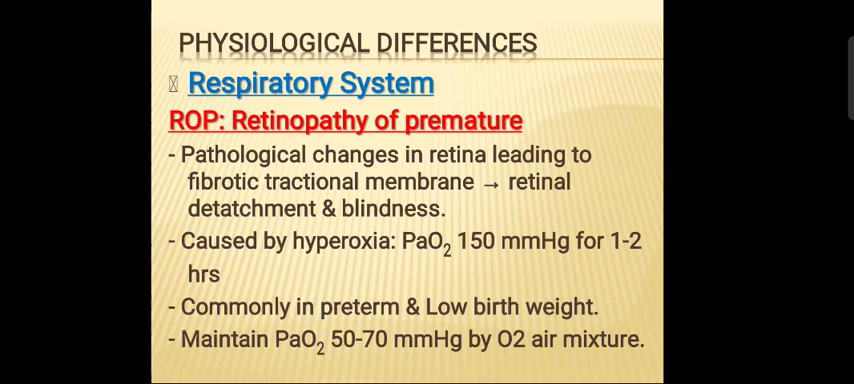 PHYSIOLOGICAL DIFFERENCES
Respiratory System
ROP: Retinopathy of premature
- Pathological changes in retina leading to
fibrotic tractional membrane → retinal
detatchment & blindness.
- Caused by hyperoxia: PaO2 150 mmHg for 1-2
hrs
- Commonly in preterm & Low birth weight.
- Maintain PaO2 50-70 mmHg by O2 air mixture.